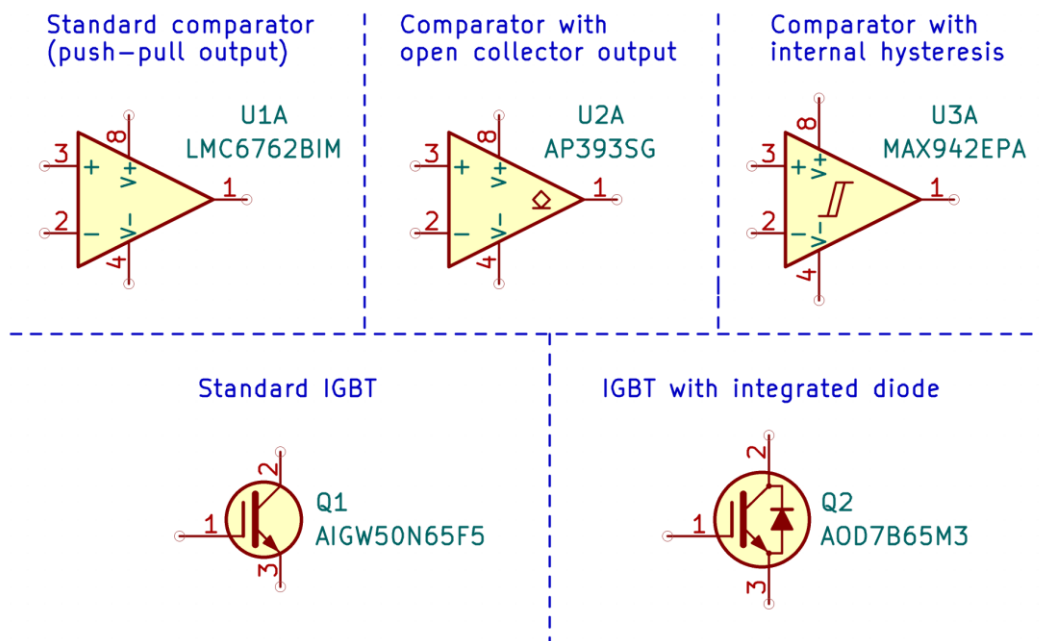 Standard comparator
(push-pull output)
Comparator with
open collector output
Comparator with
internal hysteresis
U1A
LMC6762BIM
3
+
8
V+
1
2
-
V-
4
U2A
AP393SG
3
+
8
V+
1
2
-
V-
4
U3A
MAX942EPA
3
+
8
V+
1
2
-
V-
4
Standard IGBT
IGBT with integrated diode
2
Q1
1
AIGW50N65F5
3
2
Q2
1
AOD7B65M3
3